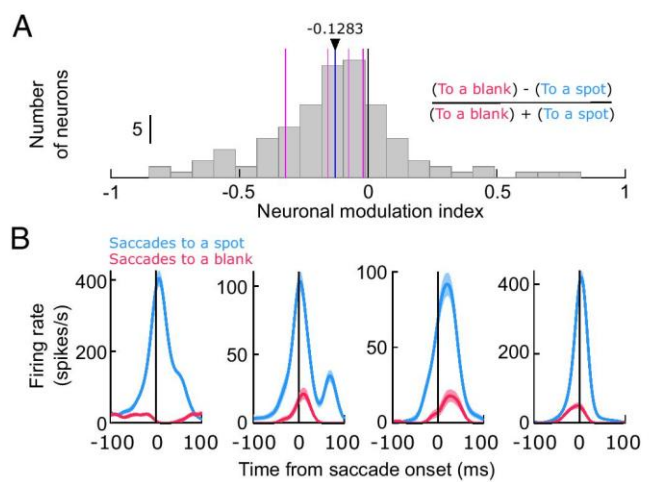 A
-0.1283
Number
of neurons
5
(To a blank) - (To a spot)
(To a blank) + (To a spot)
-1 -0.5 0 0.5 1
Neuronal modulation index
B
Saccades to a spot
Saccades to a blank
Firing rate
(spikes/s)
400
200
0
100
50
0
100
50
0
400
200
0
-100 0 100 -100 0 100 -100 0 100 -100 0 100
Time from saccade onset (ms)